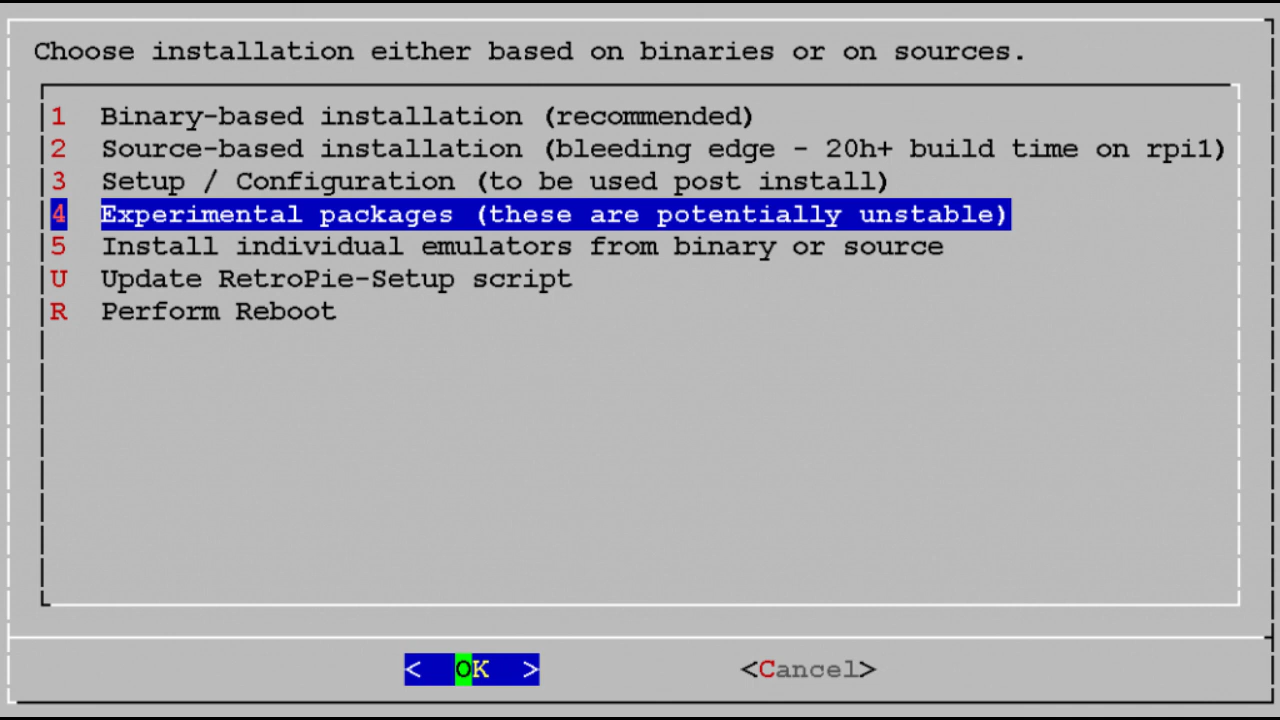 Choose installation either based on binaries or on sources.
1 Binary-based installation (recommended)
2 Source-based installation (bleeding edge - 20h+ build time on rpi1)
3 Setup / Configuration (to be used post install)
4 Experimental packages (these are potentially unstable)
5 Install individual emulators from binary or source
U Update RetroPie-Setup script
R Perform Reboot
< OK > <Cancel>